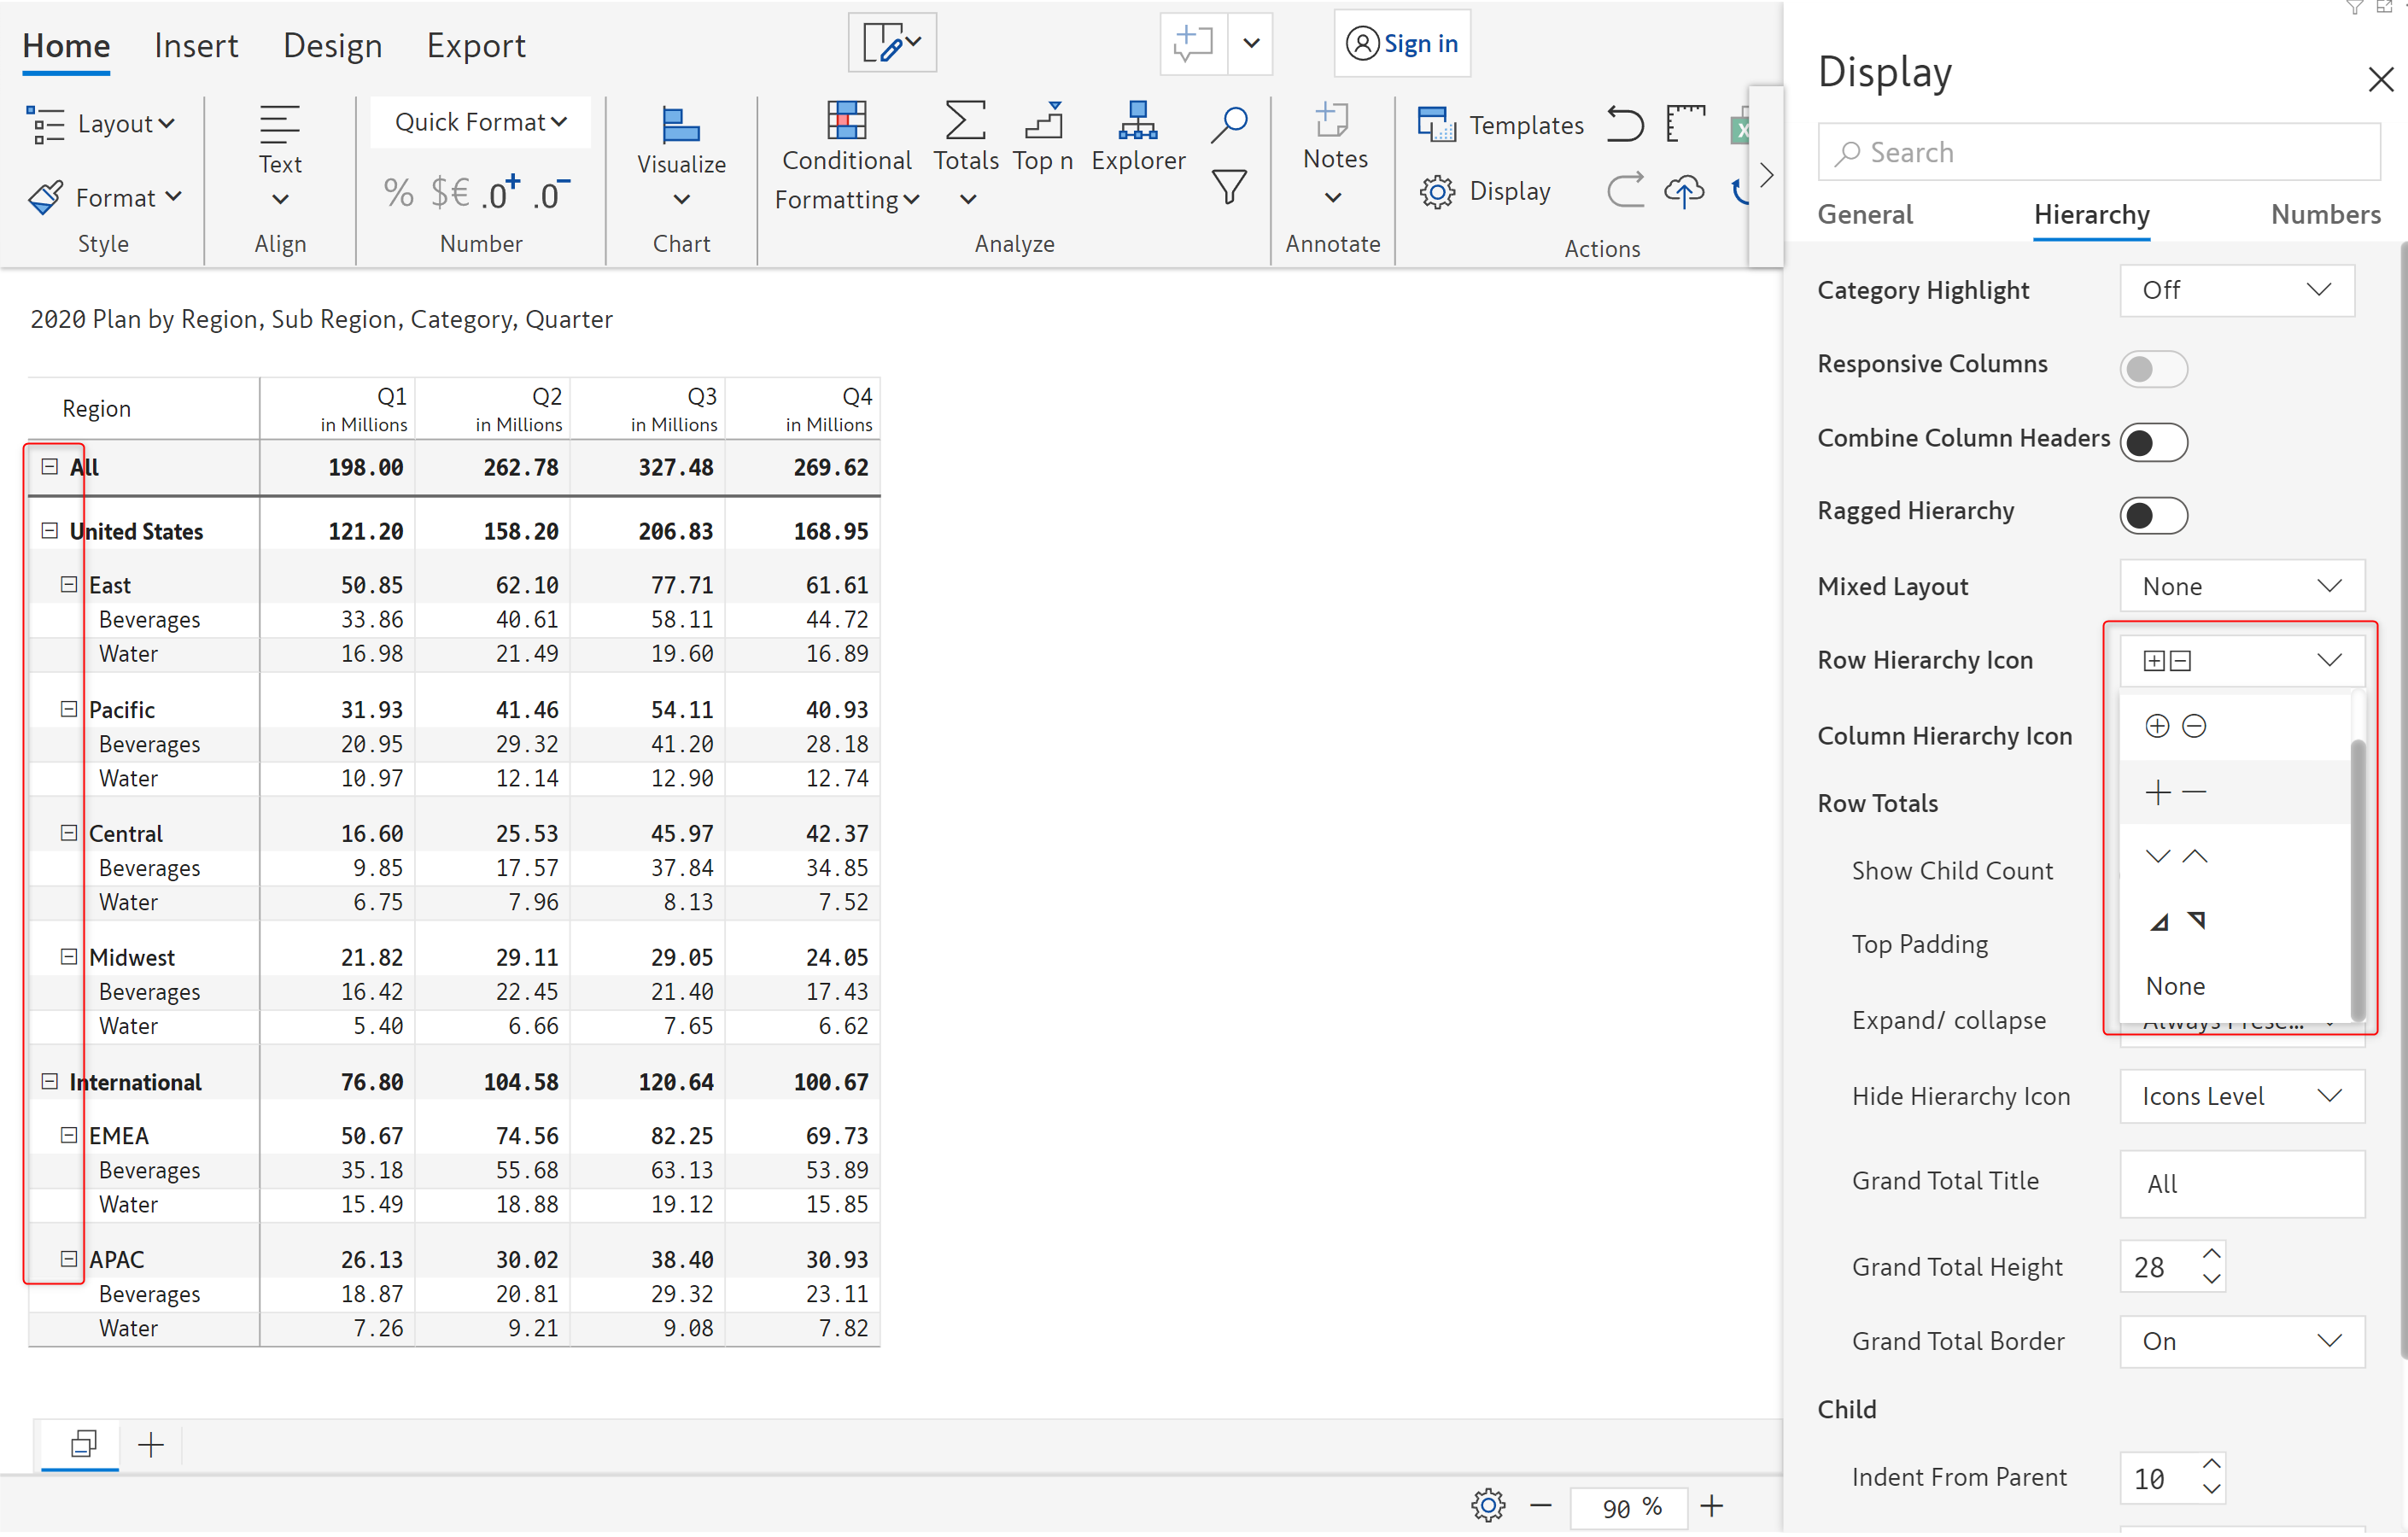 Home Insert Design Export Sign in
Layout
Format
Style
Text
Align
Quick Format
% $€ .0+ .0-
Number
Visualize
Chart
Conditional Formatting
Totals
Top n
Explorer
Analyze
Notes
Annotate
Templates
Display
Actions
2020 Plan by Region, Sub Region, Category, Quarter
Region Q1 Q2 Q3 Q4
in Millions in Millions in Millions in Millions
All 198.00 262.78 327.48 269.62
United States 121.20 158.20 206.83 168.95
East 50.85 62.10 77.71 61.61
Beverages 33.86 40.61 58.11 44.72
Water 16.98 21.49 19.60 16.89
Pacific 31.93 41.46 54.11 40.93
Beverages 20.95 29.32 41.20 28.18
Water 10.97 12.14 12.90 12.74
Central 16.60 25.53 45.97 42.37
Beverages 9.85 17.57 37.84 34.85
Water 6.75 7.96 8.13 7.52
Midwest 21.82 29.11 29.05 24.05
Beverages 16.42 22.45 21.40 17.43
Water 5.40 6.66 7.65 6.62
International 76.80 104.58 120.64 100.67
EMEA 50.67 74.56 82.25 69.73
Beverages 35.18 55.68 63.13 53.89
Water 15.49 18.88 19.12 15.85
APAC 26.13 30.02 38.40 30.93
Beverages 18.87 20.81 29.32 23.11
Water 7.26 9.21 9.08 7.82
90 %
Display
Search
General Hierarchy Numbers
Category Highlight Off
Responsive Columns
Combine Column Headers
Ragged Hierarchy
Mixed Layout None
Row Hierarchy Icon
Column Hierarchy Icon
Row Totals
Show Child Count
Top Padding
None
Expand/ collapse Always Prese...
Hide Hierarchy Icon Icons Level
Grand Total Title All
Grand Total Height 28
Grand Total Border On
Child
Indent From Parent 10